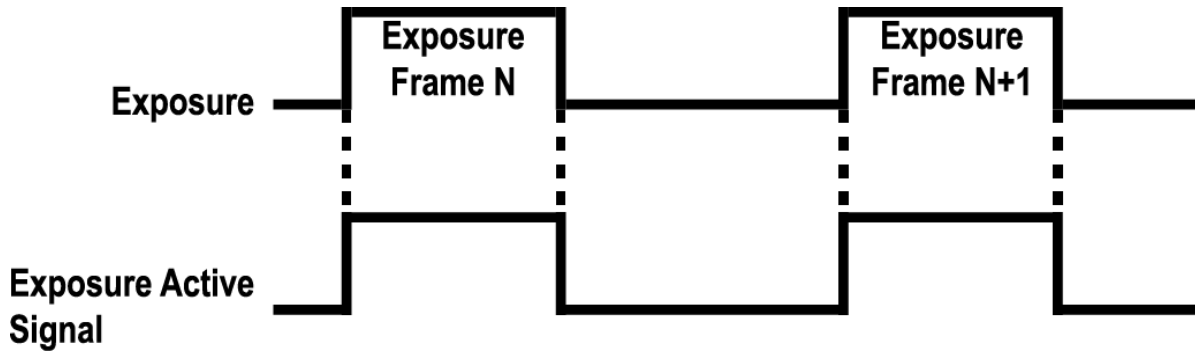 Exposure
Frame N
Exposure
Frame N+1
Exposure
Exposure Active
Signal